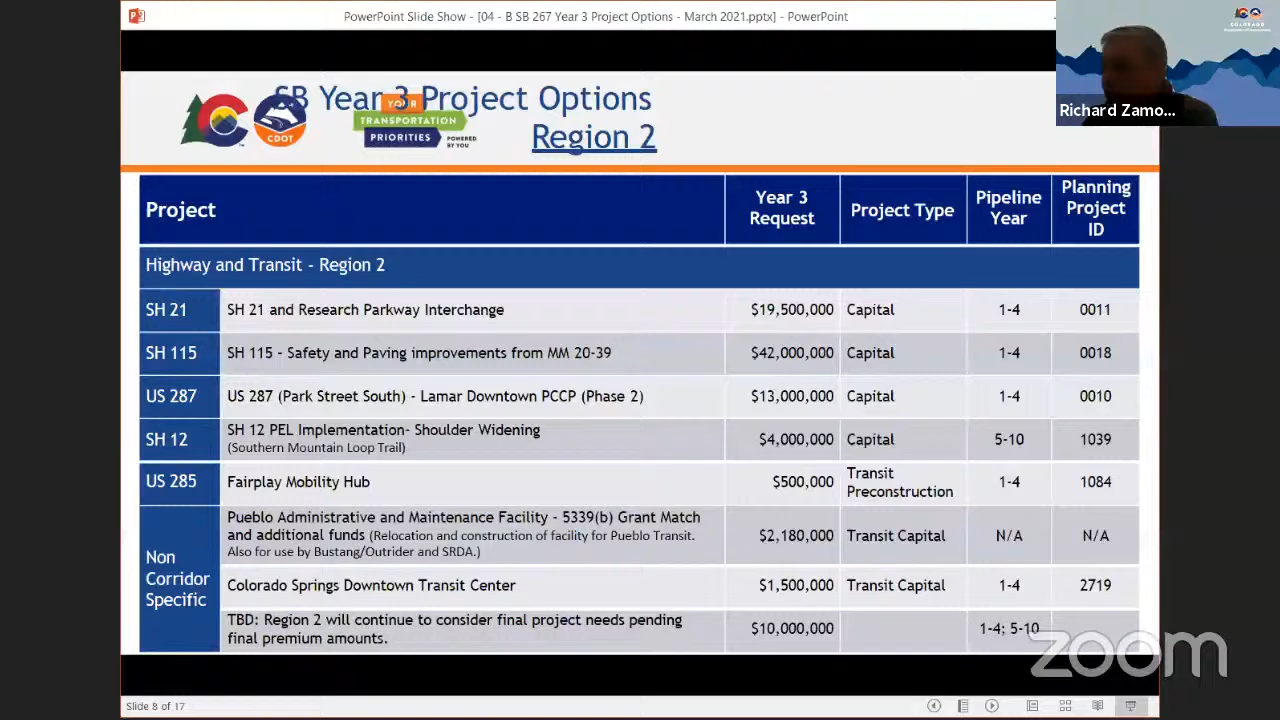 PowerPoint Slide Show - [04 - B SB 267 Year 3 Project Options - March 2021.pptx] - PowerPoint
Richard Zamo...
SB Year 3 Project Options
Region 2
CDOT
YOUR
TRANSPORTATION
PRIORITIES
POWERED
BY YOU
Project
Year 3
Request
Project Type
Pipeline
Year
Planning
Project
ID
Highway and Transit - Region 2
SH 21
SH 21 and Research Parkway Interchange
$19,500,000
Capital
1-4
0011
SH 115
SH 115 - Safety and Paving improvements from MM 20-39
$42,000,000
Capital
1-4
0018
US 287
US 287 (Park Street South) - Lamar Downtown PCCP (Phase 2)
$13,000,000
Capital
1-4
0010
SH 12
SH 12 PEL Implementation- Shoulder Widening
(Southern Mountain Loop Trail)
$4,000,000
Capital
5-10
1039
US 285
Fairplay Mobility Hub
$500,000
Transit
Preconstruction
1-4
1084
Non
Corridor
Specific
Pueblo Administrative and Maintenance Facility - 5339(b) Grant Match
and additional funds (Relocation and construction of facility for Pueblo Transit.
Also for use by Bustang/Outrider and SRDA.)
$2,180,000
Transit Capital
N/A
N/A
Colorado Springs Downtown Transit Center
$1,500,000
Transit Capital
1-4
2719
TBD: Region 2 will continue to consider final project needs pending
final premium amounts.
$10,000,000
1-4; 5-10
zoom
Slide 8 of 17